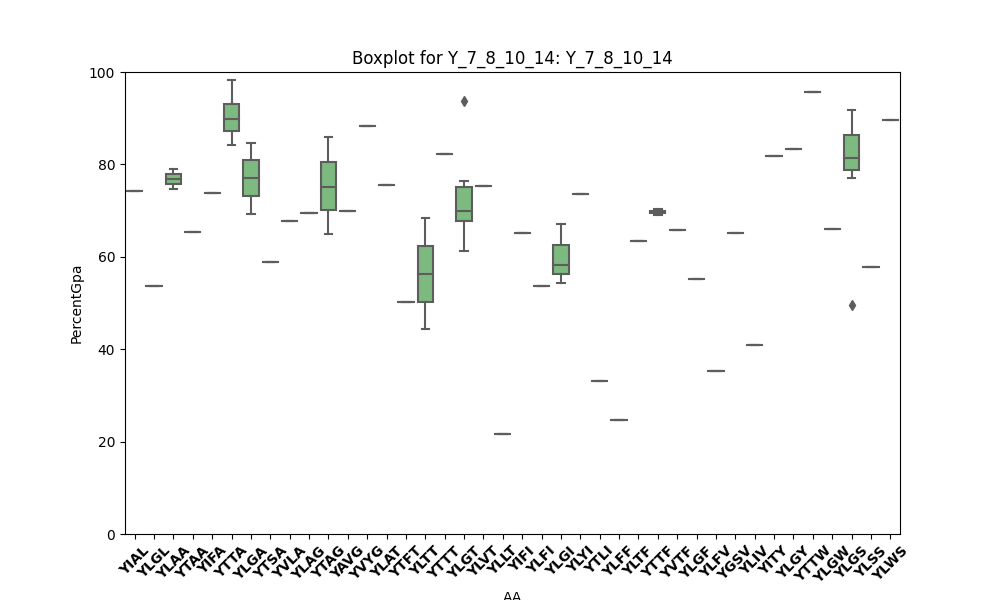 Boxplot for Y_7_8_10_14: Y_7_8_10_14
100
80
60
40
20
0
PercentGpa
YIAL YLGL YLAA YTAA YIFA YTTA YLGA YTSA YVLA YLAG YTAG YAVG YVYG YLAT YTFT YLTT YTTT YLGT YLVT YLLT YIFI YLFI YLGI YLYI YTLI YLFF YLTF YTTF YVTF YLGF YLFV YGSV YLIV YITY YLGY YTTW YLGW YLGS YLSS YLWS
AA